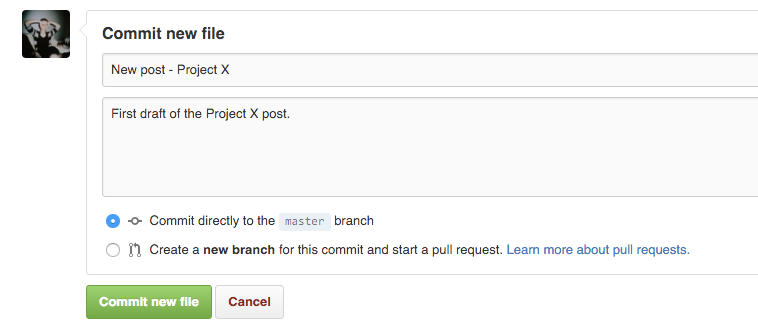 Commit new file
New post - Project X
First draft of the Project X post.
Commit directly to the master branch
Create a new branch for this commit and start a pull request. Learn more about pull requests.
Commit new file Cancel